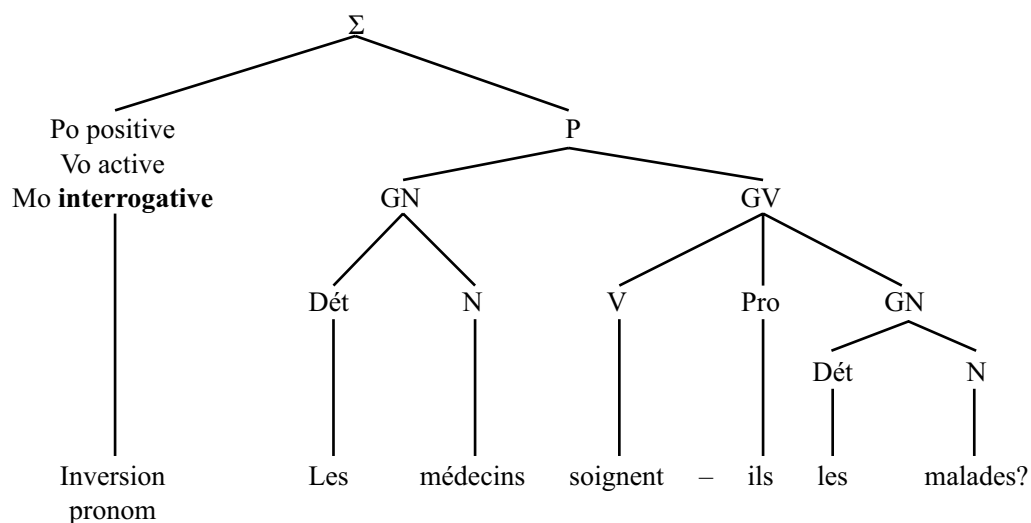 Σ
Po positive P
Vo active
Mo interrogative GN GV
Dét N V Pro GN
Dét N
Inversion Les médecins soignent – ils les malades?
pronom